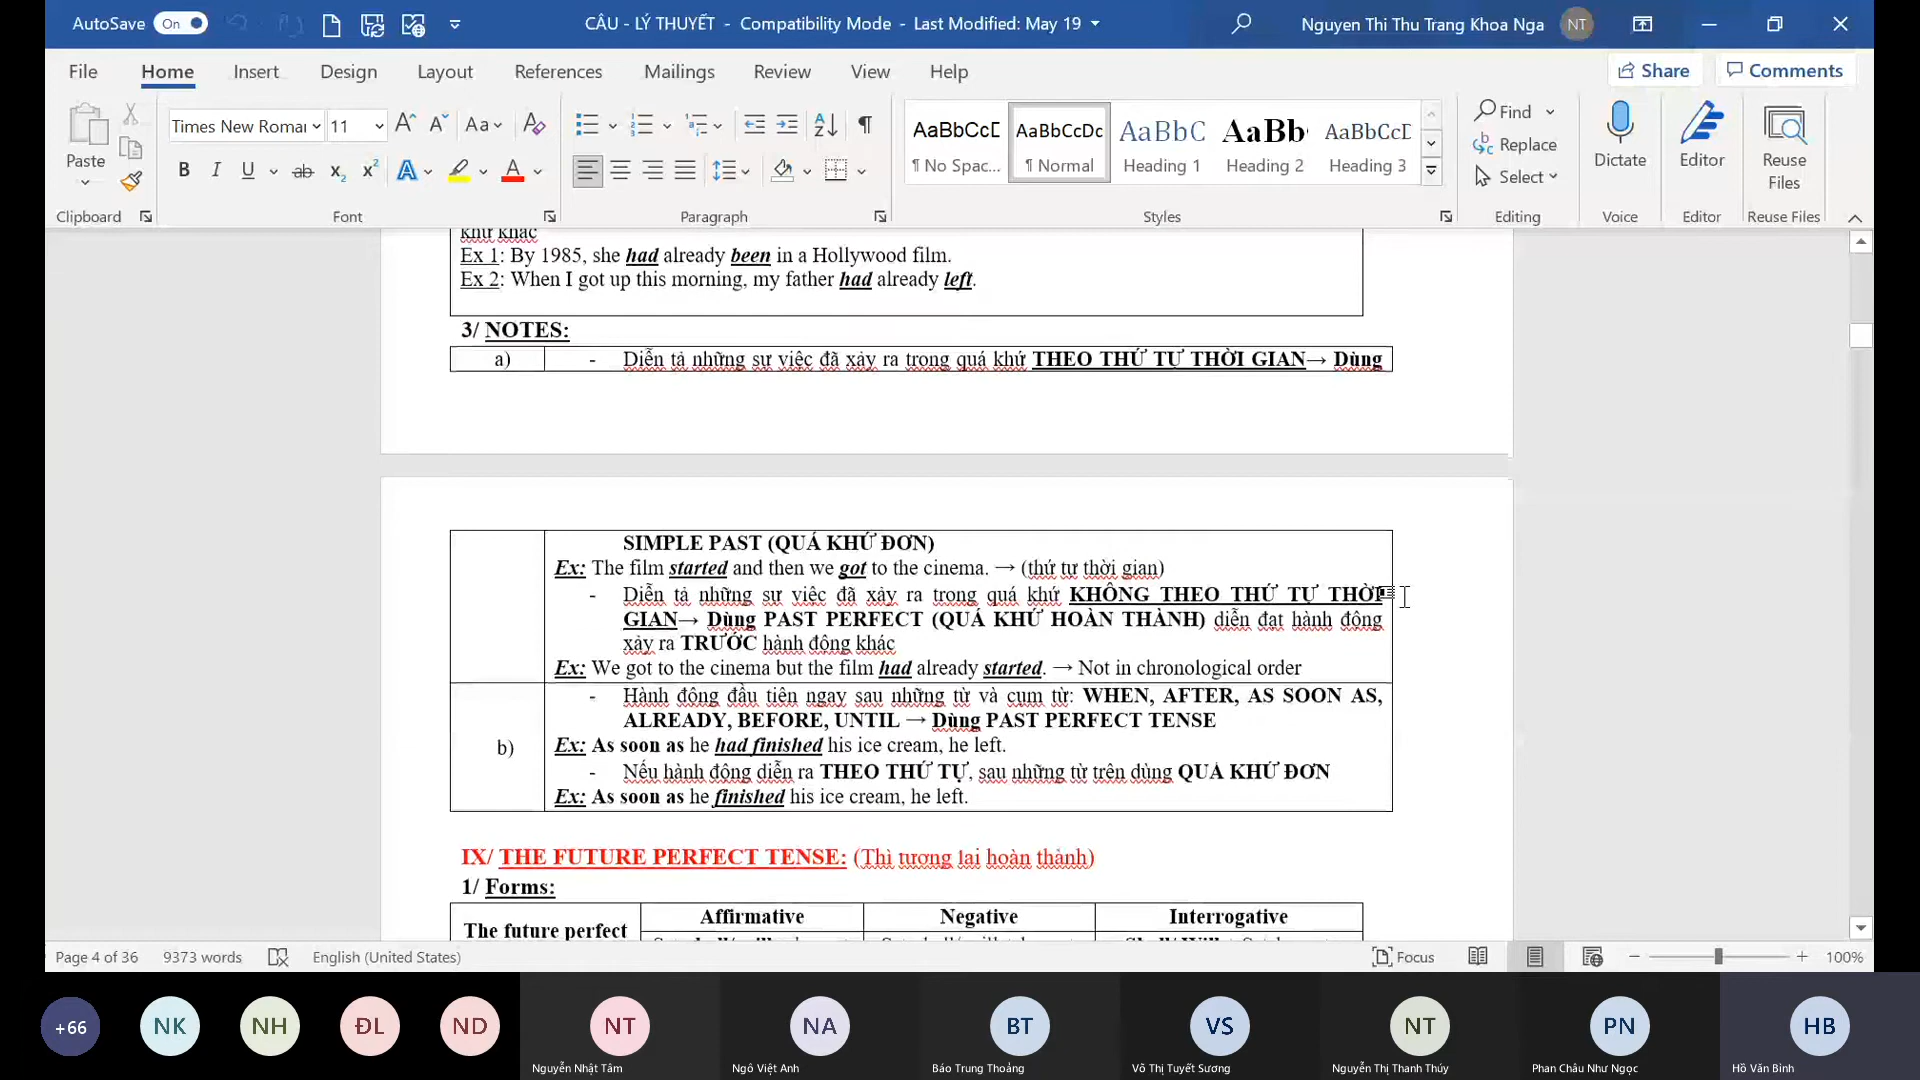 AutoSave On CÂU - LÝ THUYẾT - Compatibility Mode - Last Modified: May 19 Nguyen Thi Thu Trang Khoa Nga NT
File Home Insert Design Layout References Mailings Review View Help Share Comments
Times New Roma 11 Aa
Paste
B I U ab x₂ x² A A
AaBbCcD AaBbCcDc AaBbC AaBb AaBbCcD
¶ No Spac... ¶ Normal Heading 1 Heading 2 Heading 3
Find
Replace
Select
Dictate
Editor
Reuse
Files
Clipboard Font Paragraph Styles Editing Voice Editor Reuse Files
khứ khác
Ex 1: By 1985, she had already been in a Hollywood film.
Ex 2: When I got up this morning, my father had already left.
3/ NOTES:
a) - Diễn tả những sự việc đã xảy ra trong quá khứ THEO THỨ TỰ THỜI GIAN→ Dùng
SIMPLE PAST (QUÁ KHỨ ĐƠN)
Ex: The film started and then we got to the cinema. → (thứ tự thời gian)
- Diễn tả những sự việc đã xảy ra trong quá khứ KHÔNG THEO THỨ TỰ THỜI
GIAN→ Dùng PAST PERFECT (QUÁ KHỨ HOÀN THÀNH) diễn đạt hành động
xảy ra TRƯỚC hành động khác
Ex: We got to the cinema but the film had already started. → Not in chronological order
- Hành động đầu tiên ngay sau những từ và cụm từ: WHEN, AFTER, AS SOON AS,
ALREADY, BEFORE, UNTIL → Dùng PAST PERFECT TENSE
b) Ex: As soon as he had finished his ice cream, he left.
- Nếu hành động diễn ra THEO THỨ TỰ, sau những từ trên dùng QUÁ KHỨ ĐƠN
Ex: As soon as he finished his ice cream, he left.
IX/ THE FUTURE PERFECT TENSE: (Thì tương lai hoàn thành)
1/ Forms:
The future perfect Affirmative Negative Interrogative
Page 4 of 36 9373 words English (United States) Focus 100%
+66 NK NH ĐL ND NT NA BT VS NT PN HB
Nguyễn Nhật Tâm Ngô Việt Anh Báo Trung Thoảng Võ Thị Tuyết Sương Nguyễn Thị Thanh Thúy Phan Châu Như Ngọc Hồ Văn Bình